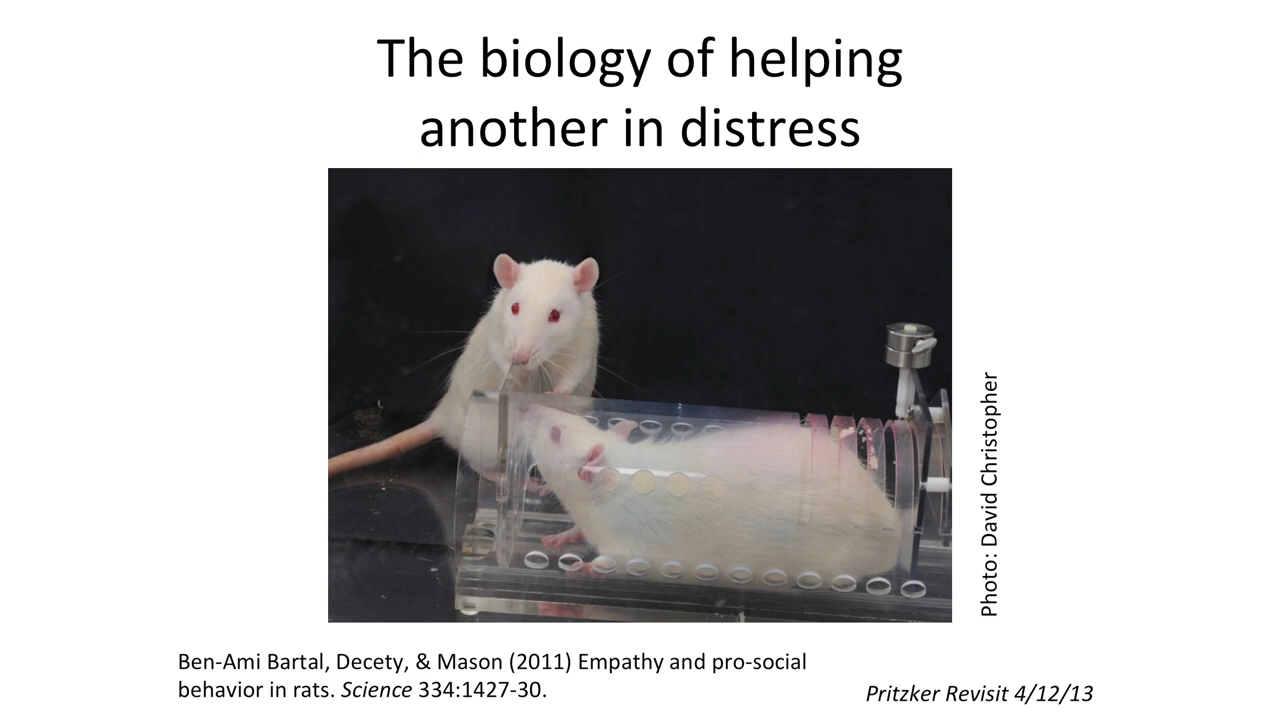 The biology of helping
another in distress
Photo: David Christopher
Ben-Ami Bartal, Decety, & Mason (2011) Empathy and pro-social
behavior in rats. Science 334:1427-30.
Pritzker Revisit 4/12/13